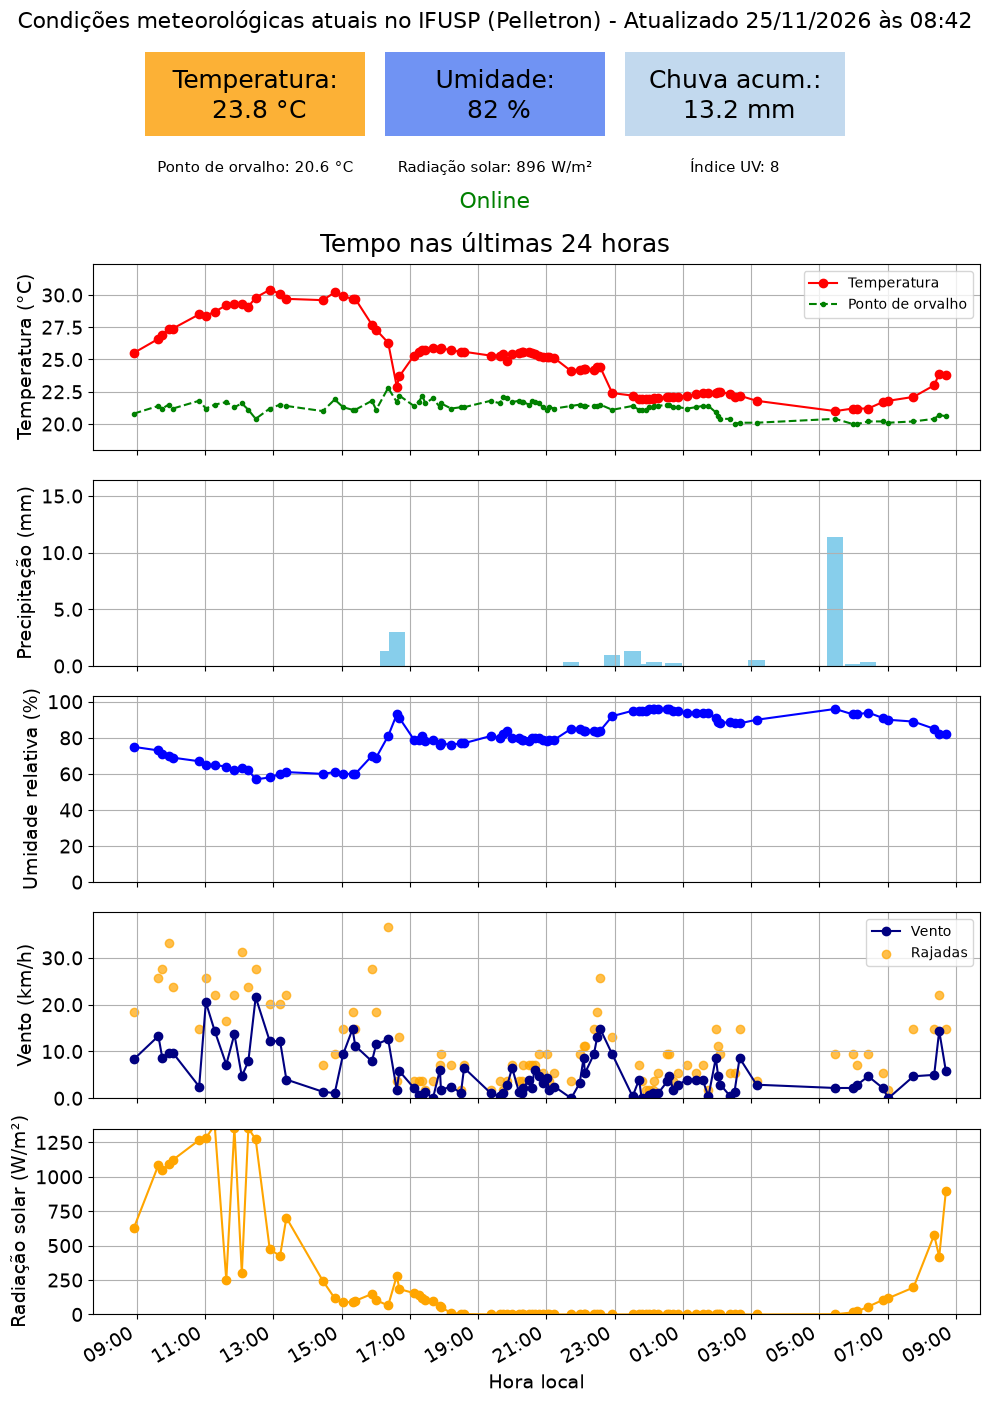 Condições meteorológicas atuais no IFUSP (Pelletron) - Atualizado 25/11/2026 às 08:42
Temperatura:
23.8 °C
Umidade:
82 %
Chuva acum.:
13.2 mm
Ponto de orvalho: 20.6 °C
Radiação solar: 896 W/m²
Índice UV: 8
Online
Tempo nas últimas 24 horas
Temperatura (°C)
30.0
27.5
25.0
22.5
20.0
Temperatura
Ponto de orvalho
Precipitação (mm)
15.0
10.0
5.0
0.0
Umidade relativa (%)
100
80
60
40
20
0
Vento (km/h)
30.0
20.0
10.0
0.0
Vento
Rajadas
Radiação solar (W/m²)
1250
1000
750
500
250
0
09:00
11:00
13:00
15:00
17:00
19:00
21:00
23:00
01:00
03:00
05:00
07:00
09:00
Hora local